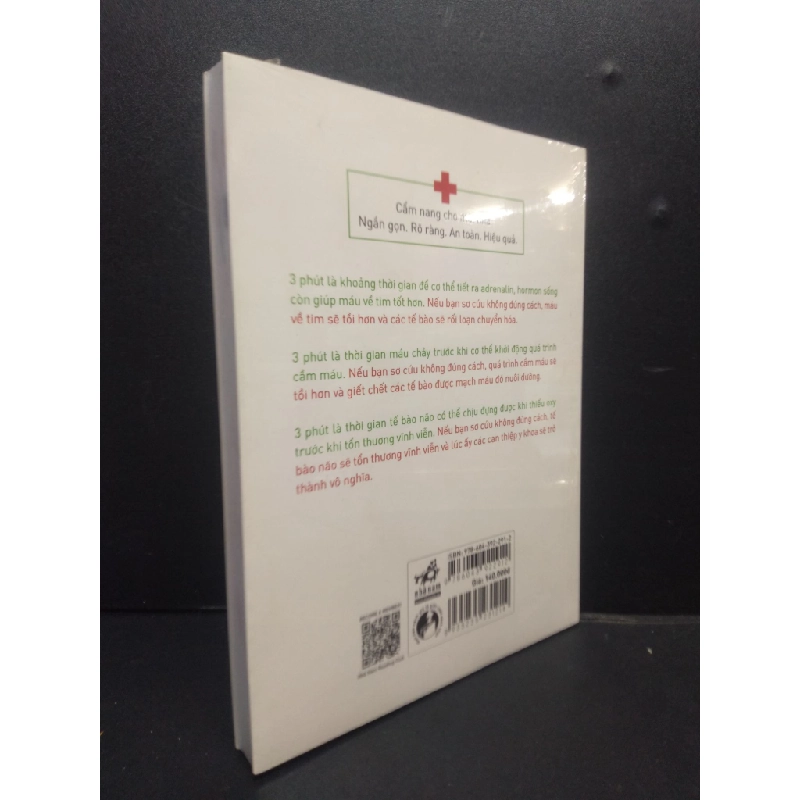 Cẩm nang cho
Ngắn gọn. Rõ ràng. An toàn. Hiệu quả.
3 phút là khoảng thời gian để cơ thể tiết ra adrenalin, hormon sống
còn giúp máu về tim tốt hơn. Nếu bạn sơ cứu không đúng cách, máu
về tim sẽ tồi hơn và các tế bào sẽ rối loạn chuyển hóa.
3 phút là thời gian máu chảy trước khi cơ thể khởi động quá trình
cầm máu. Nếu bạn sơ cứu không đúng cách, quá trình cầm máu sẽ
tồi hơn và giết chết các tế bào được mạch máu đó nuôi dưỡng.
3 phút là thời gian tế bào não có thể chịu đựng được khi thiếu oxy
trước khi tổn thương vĩnh viễn. Nếu bạn sơ cứu không đúng cách, tế
bào não sẽ tổn thương vĩnh viễn và lúc ấy các can thiệp y khoa sẽ trở
thành vô nghĩa.